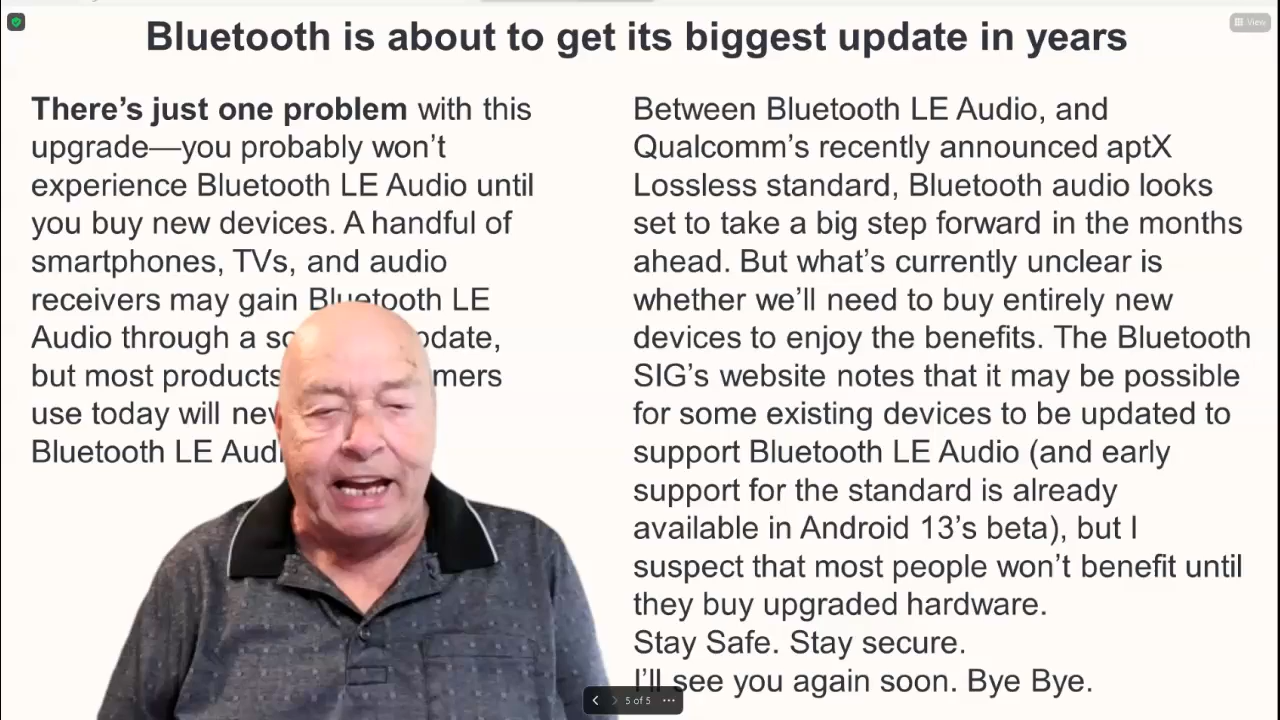 View
Bluetooth is about to get its biggest update in years
There's just one problem with this
upgrade—you probably won't
experience Bluetooth LE Audio until
you buy new devices. A handful of
smartphones, TVs, and audio
receivers may gain Bluetooth LE
Audio through a
but most products
use today will
Bluetooth LE
Between Bluetooth LE Audio, and
Qualcomm's recently announced aptX
Lossless standard, Bluetooth audio looks
set to take a big step forward in the months
ahead. But what's currently unclear is
whether we'll need to buy entirely new
devices to enjoy the benefits. The Bluetooth
SIG's website notes that it may be possible
for some existing devices to be updated to
support Bluetooth LE Audio (and early
support for the standard is already
available in Android 13's beta), but I
suspect that most people won't benefit until
they buy upgraded hardware.
Stay Safe. Stay secure.
I'll see you again soon. Bye Bye.
5 of 5